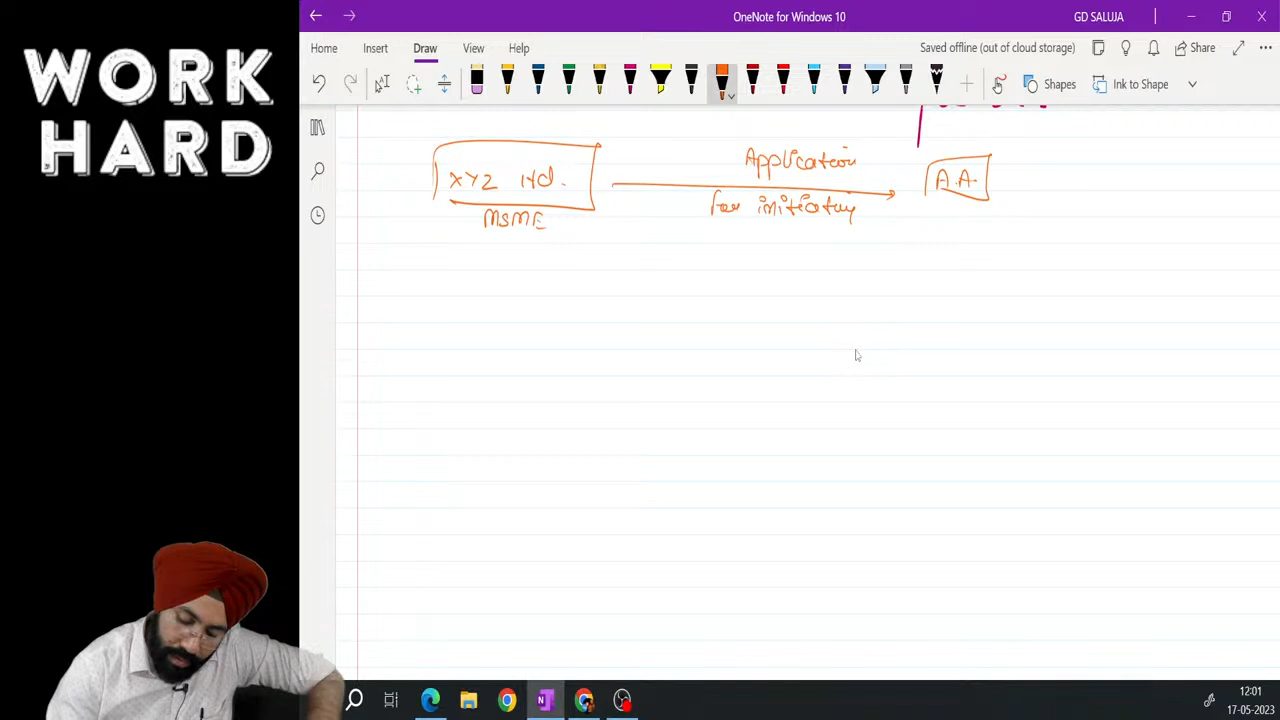 WORK
HARD
OneNote for Windows 10
GD SALUJA
Home Insert Draw View Help
Saved offline (out of cloud storage)
Share
Shapes
Ink to Shape
XYZ ltd.
MSME
Application
for initiating
A.A.
12:01
17-05-2023